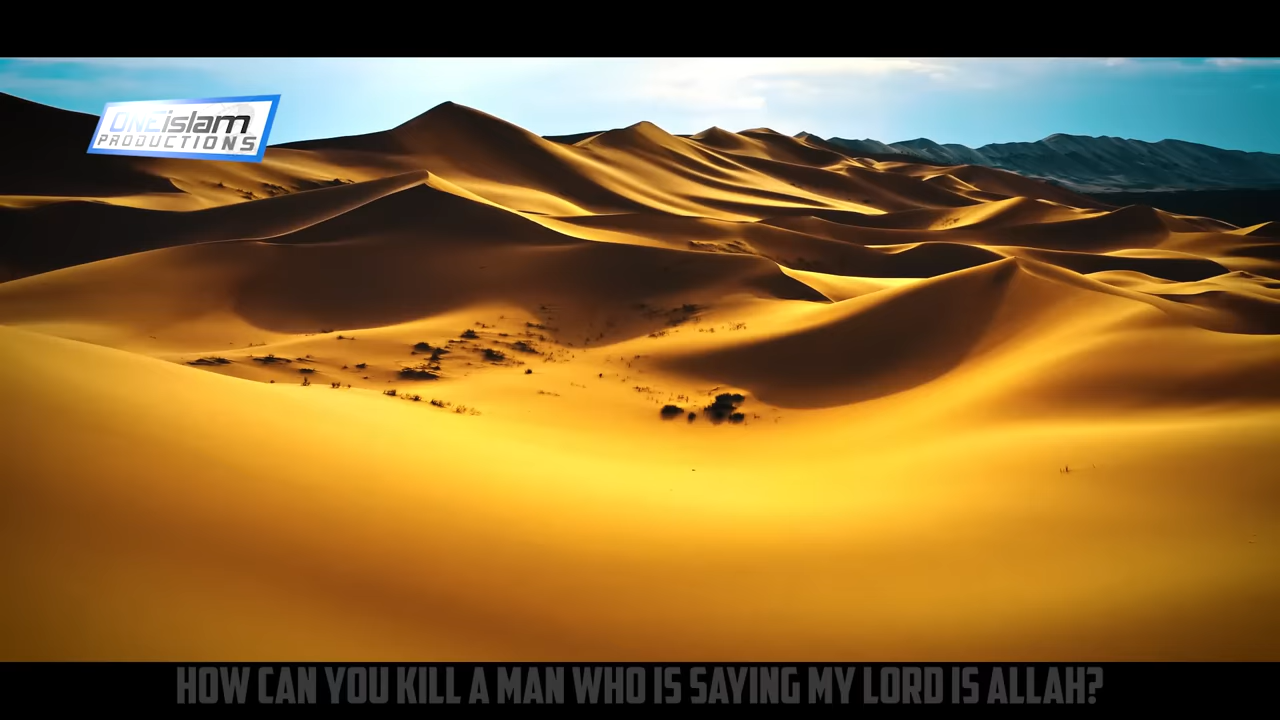 ONEislam
PRODUCTIONS
HOW CAN YOU KILL A MAN WHO IS SAYING MY LORD IS ALLAH?